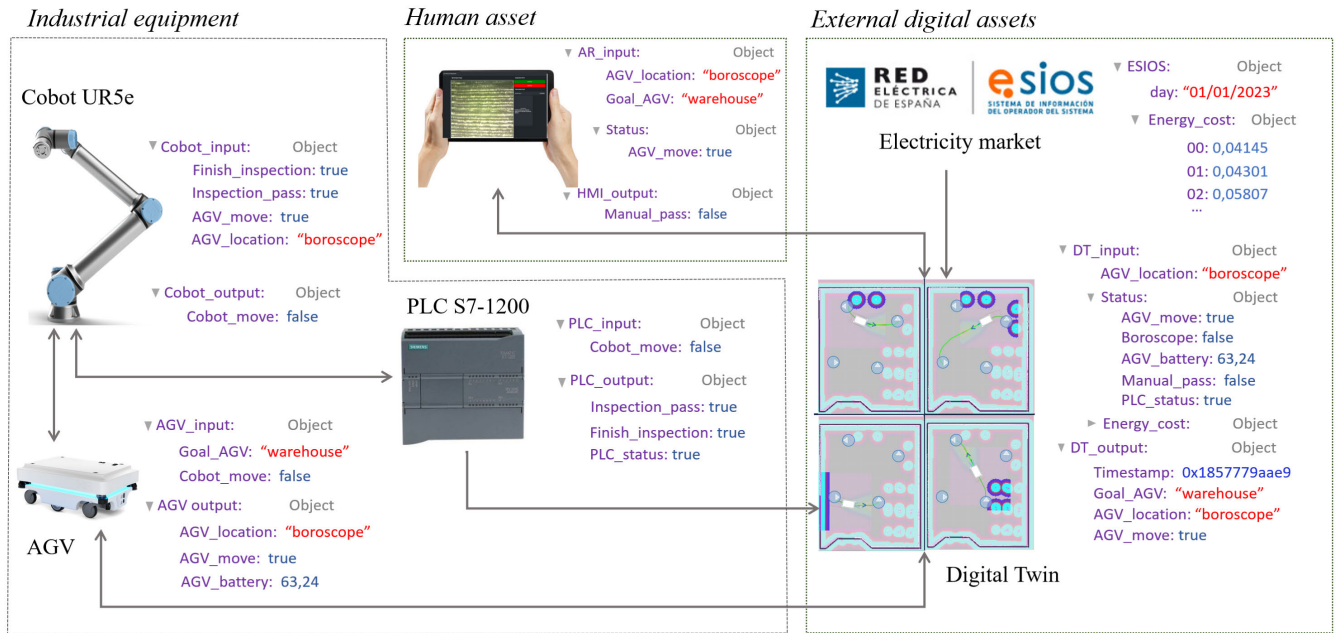 Industrial equipment
Cobot UR5e
Cobot_input: Object
Finish_inspection: true
Inspection_pass: true
AGV_move: true
AGV_location: “boroscope”
Cobot_output: Object
Cobot_move: false
PLC S7-1200
SIEMENS
PLC_input: Object
Cobot_move: false
PLC_output: Object
Inspection_pass: true
Finish_inspection: true
PLC_status: true
AGV_input: Object
Goal_AGV: “warehouse”
Cobot_move: false
AGV output: Object
AGV_location: “boroscope”
AGV_move: true
AGV_battery: 63,24
AGV
Human asset
AR_input: Object
AGV_location: “boroscope”
Goal_AGV: “warehouse”
Status: Object
AGV_move: true
HMI_output: Object
Manual_pass: false
External digital assets
RED
ELÉCTRICA
DE ESPAÑA
esios
SISTEMA DE INFORMACIÓN
DEL OPERADOR DEL SISTEMA
Electricity market
ESIOS: Object
day: “01/01/2023”
Energy_cost: Object
00: 0,04145
01: 0,04301
02: 0,05807
...
DT_input: Object
AGV_location: “boroscope”
Status: Object
AGV_move: true
Boroscope: false
AGV_battery: 63,24
Manual_pass: false
PLC_status: true
Energy_cost: Object
DT_output: Object
Timestamp: 0x1857779aae9
Goal_AGV: “warehouse”
AGV_location: “boroscope”
AGV_move: true
Digital Twin